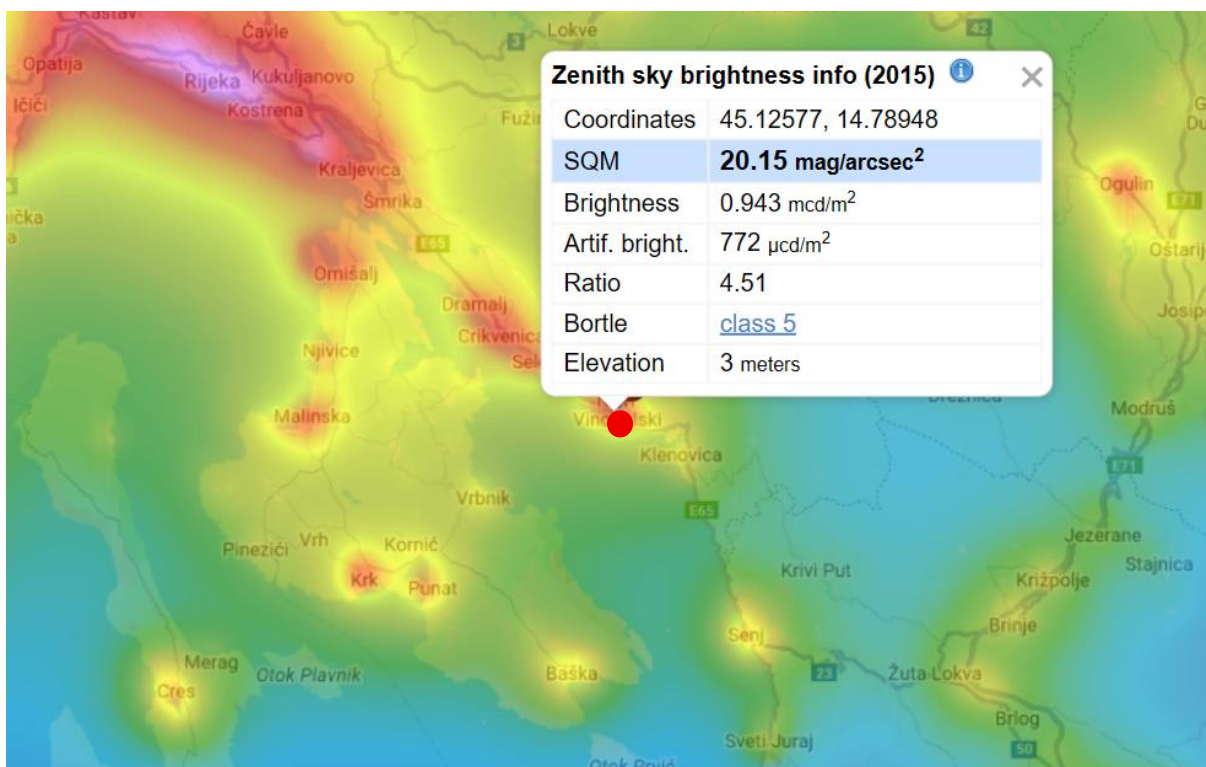 Čavle
Lokve
42
3
Opatija
Rijeka Kukuljanovo
Ičići
Kostrena
Kraljevica
Šmrika
E65
Omišalj
Dramalj
Crikvenica
Njivice
Malinska
Zenith sky brightness info (2015)
Coordinates 45.12577, 14.78948
SQM 20.15 mag/arcsec²
Brightness 0.943 mcd/m²
Artif. bright. 772 μcd/m²
Ratio 4.51
Bortle class 5
Elevation 3 meters
Ogulin
E71
Modruš
E71
Klenovica
Vrbnik
E65
Jezerane
Stajnica
Pinezići
Vrh
Kornić
Krk
Punat
Krivi Put
Križpolje
Brinje
Senj
Merag
Otok Plavnik
Baška
23
Žuta Lokva
Cres
Brlog
Sveti Juraj
50